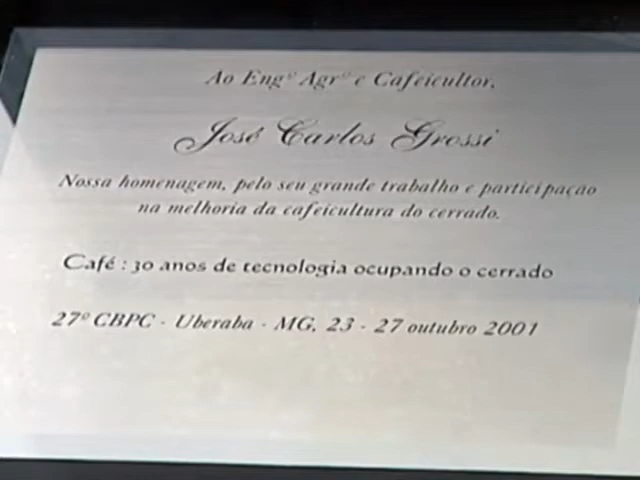 Ao Engº Agrº e Cafeicultor,
José Carlos Grossi
Nossa homenagem, pelo seu grande trabalho e participação
na melhoria da cafeicultura do cerrado.
Café : 30 anos de tecnologia ocupando o cerrado
27º CBPC - Uberaba - MG, 23 - 27 outubro 2001